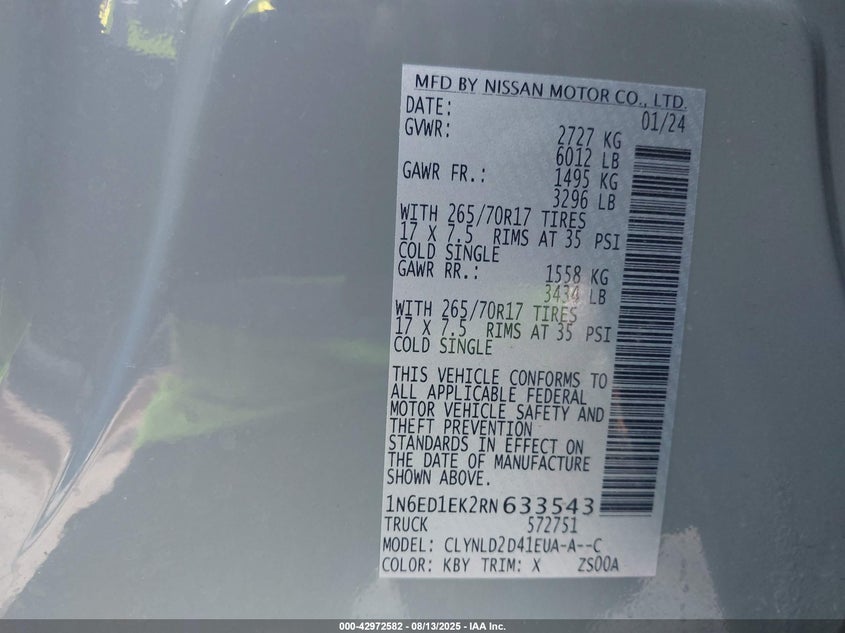 MFD BY NISSAN MOTOR CO., LTD.
DATE: 01/24
GVWR: 2727 KG
6012 LB
GAWR FR.: 1495 KG
3296 LB
WITH 265/70R17 TIRES
17 X 7.5 RIMS AT 35 PSI
COLD SINGLE
GAWR RR.: 1558 KG
3434 LB
WITH 265/70R17 TIRES
17 X 7.5 RIMS AT 35 PSI
COLD SINGLE
THIS VEHICLE CONFORMS TO
ALL APPLICABLE FEDERAL
MOTOR VEHICLE SAFETY AND
THEFT PREVENTION
STANDARDS IN EFFECT ON
THE DATE OF MANUFACTURE
SHOWN ABOVE.
1N6ED1EK2RN633543
TRUCK 572751
MODEL: CLYNLD2D41EUA-A--C
COLOR: KBY TRIM: X ZS00A
000-42972582 - 08/13/2025 - IAA Inc.